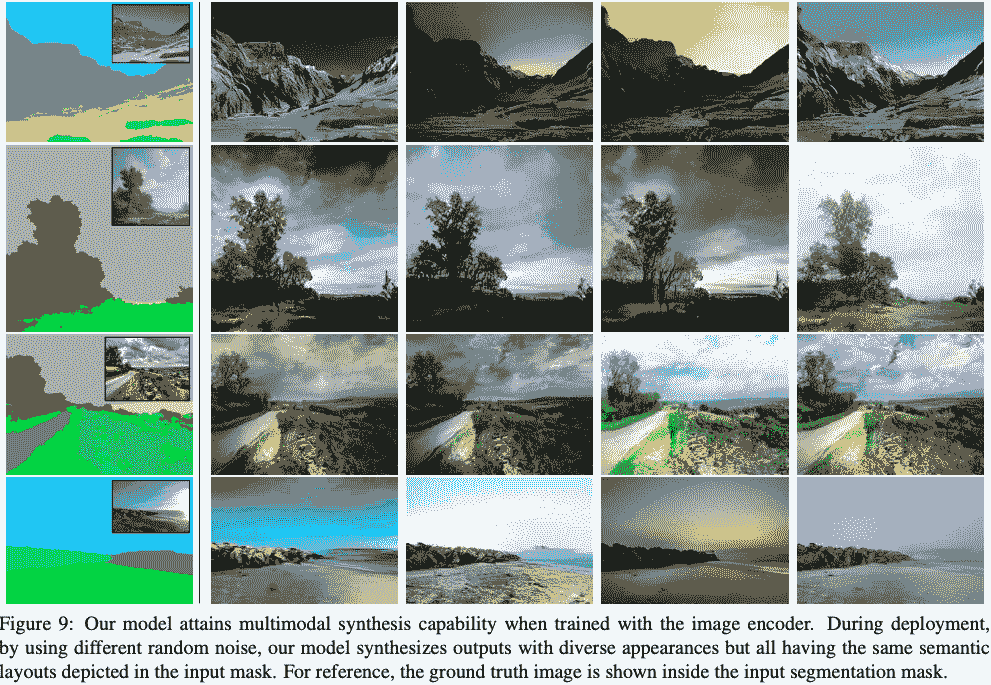 Figure 9: Our model attains multimodal synthesis capability when trained with the image encoder. During deployment,
by using different random noise, our model synthesizes outputs with diverse appearances but all having the same semantic
layouts depicted in the input mask. For reference, the ground truth image is shown inside the input segmentation mask.